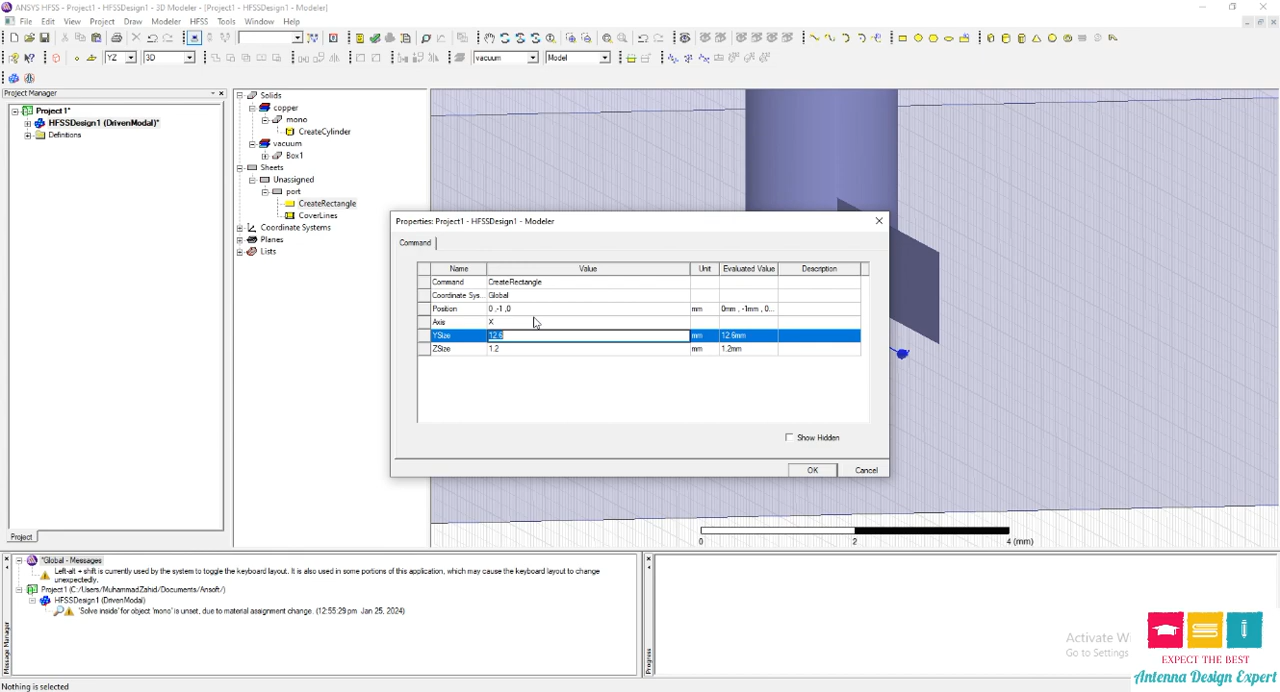 ANSYS HFSS - Project1 - HFSSDesign1 - 3D Modeler - [Project1 - HFSSDesign1 - Modeler]
File Edit View Project Draw Modeler HFSS Tools Window Help
YZ 3D vacuum Model
Project Manager
Project1*
HFSSDesign1 (DrivenModal)*
Definitions
Project
Solids
copper
mono
CreateCylinder
vacuum
Box1
Sheets
Unassigned
port
CreateRectangle
CoverLines
Coordinate Systems
Planes
Lists
Properties: Project1 - HFSSDesign1 - Modeler
Command
Name Value Unit Evaluated Value Description
Command CreateRectangle
Coordinate Sys... Global
Position 0 ,-1 ,0 mm 0mm , -1mm , 0...
Axis X
YSize 12.6 mm 12.6mm
ZSize 1.2 mm 1.2mm
Show Hidden
OK Cancel
0 2 4 (mm)
*Global - Messages
Left-alt + shift is currently used by the system to toggle the keyboard layout. It is also used in some portions of this application, which may cause the keyboard layout to change
unexpectedly.
Project1 (C:/Users/MuhammadZahid/Documents/Ansoft/)
HFSSDesign1 (DrivenModal)
'Solve inside' for object 'mono' is unset, due to material assignment change. (12:55:29 pm Jan 25, 2024)
Message Manager
Progress
Activate Wi
Go to Settings
EXPECT THE BEST
Antenna Design Expert
Nothing is selected